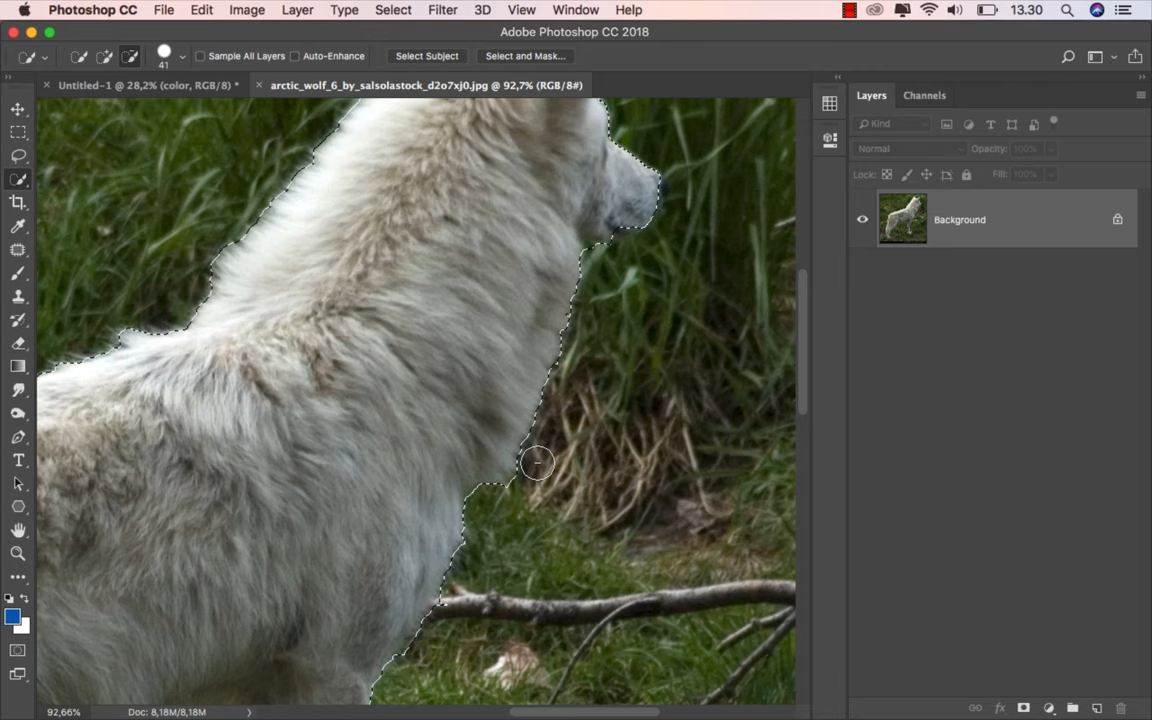 Photoshop CC File Edit Image Layer Type Select Filter 3D View Window Help 13.30
Adobe Photoshop CC 2018
41 Sample All Layers Auto-Enhance Select Subject Select and Mask...
Untitled-1 @ 28,2% (color, RGB/8) * arctic_wolf_6_by_salsolastock_d2o7xj0.jpg @ 92,7% (RGB/8#)
Layers Channels
Kind
Normal Opacity: 100%
Lock: Fill: 100%
Background
92,66% Doc: 8,18M/8,18M